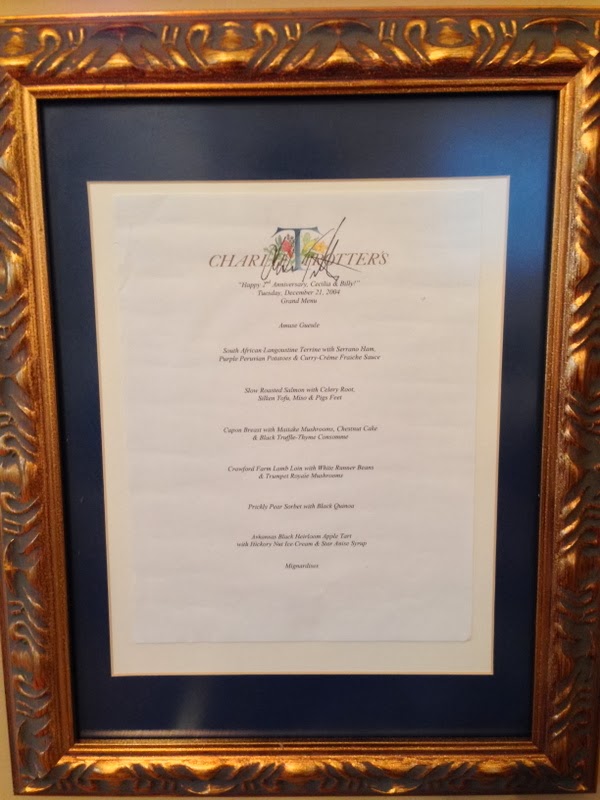 CHARLIE TROTTER'S
"Happy 2nd Anniversary, Cecilia & Billy!"
Tuesday, December 21, 2004
Grand Menu
Amuse Gueule
South African Langoustine Terrine with Serrano Ham,
Purple Peruvian Potatoes & Curry-Crème Fraiche Sauce
Slow Roasted Salmon with Celery Root,
Silken Tofu, Miso & Pigs Feet
Capon Breast with Maitake Mushrooms, Chestnut Cake
& Black Truffle-Thyme Consommé
Crawford Farm Lamb Loin with White Runner Beans
& Trumpet Royale Mushrooms
Prickly Pear Sorbet with Black Quinoa
Arkansas Black Heirloom Apple Tart
with Hickory Nut Ice Cream & Star Anise Syrup
Mignardises